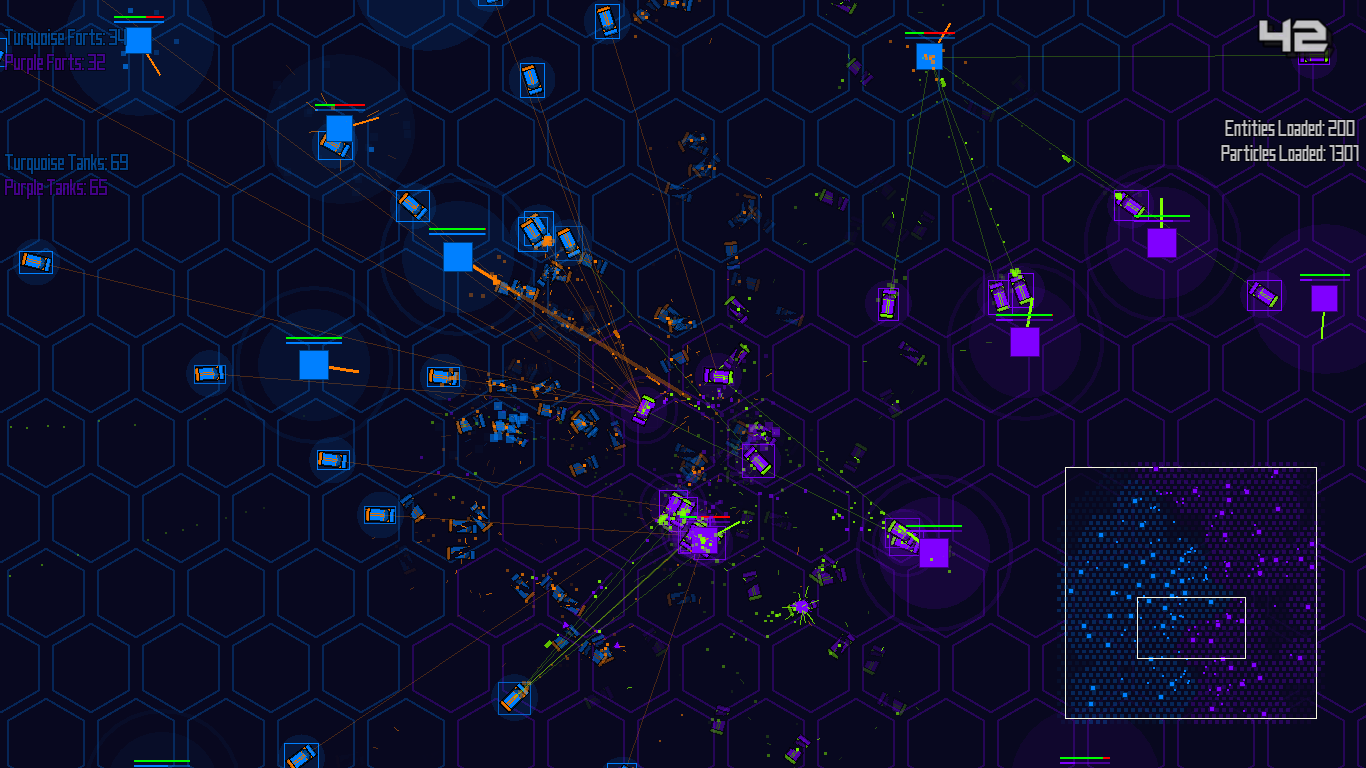 Turquoise Forts: 34
Purple Forts: 32
42
Entities Loaded: 200
Particles Loaded: 1301
Turquoise Tanks: 69
Purple Tanks: 65